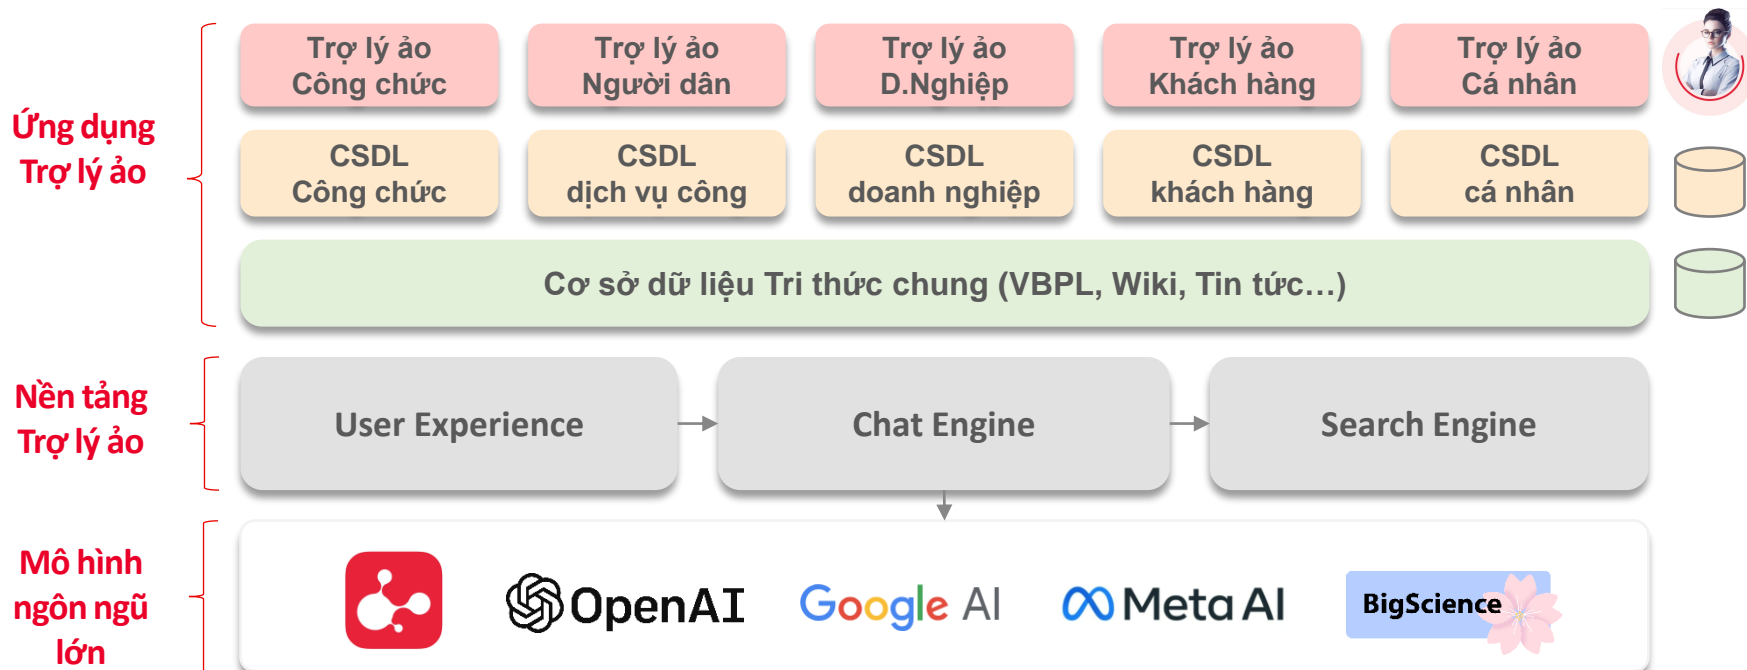 Ứng dụng
Trợ lý ảo
Trợ lý ảo
Công chức
Trợ lý ảo
Người dân
Trợ lý ảo
D.Nghiệp
Trợ lý ảo
Khách hàng
Trợ lý ảo
Cá nhân
CSDL
Công chức
CSDL
dịch vụ công
CSDL
doanh nghiệp
CSDL
khách hàng
CSDL
cá nhân
Cơ sở dữ liệu Tri thức chung (VBPL, Wiki, Tin tức...)
Nền tảng
Trợ lý ảo
User Experience
Chat Engine
Search Engine
Mô hình
ngôn ngũ
lớn
OpenAI
Google AI
Meta AI
BigScience